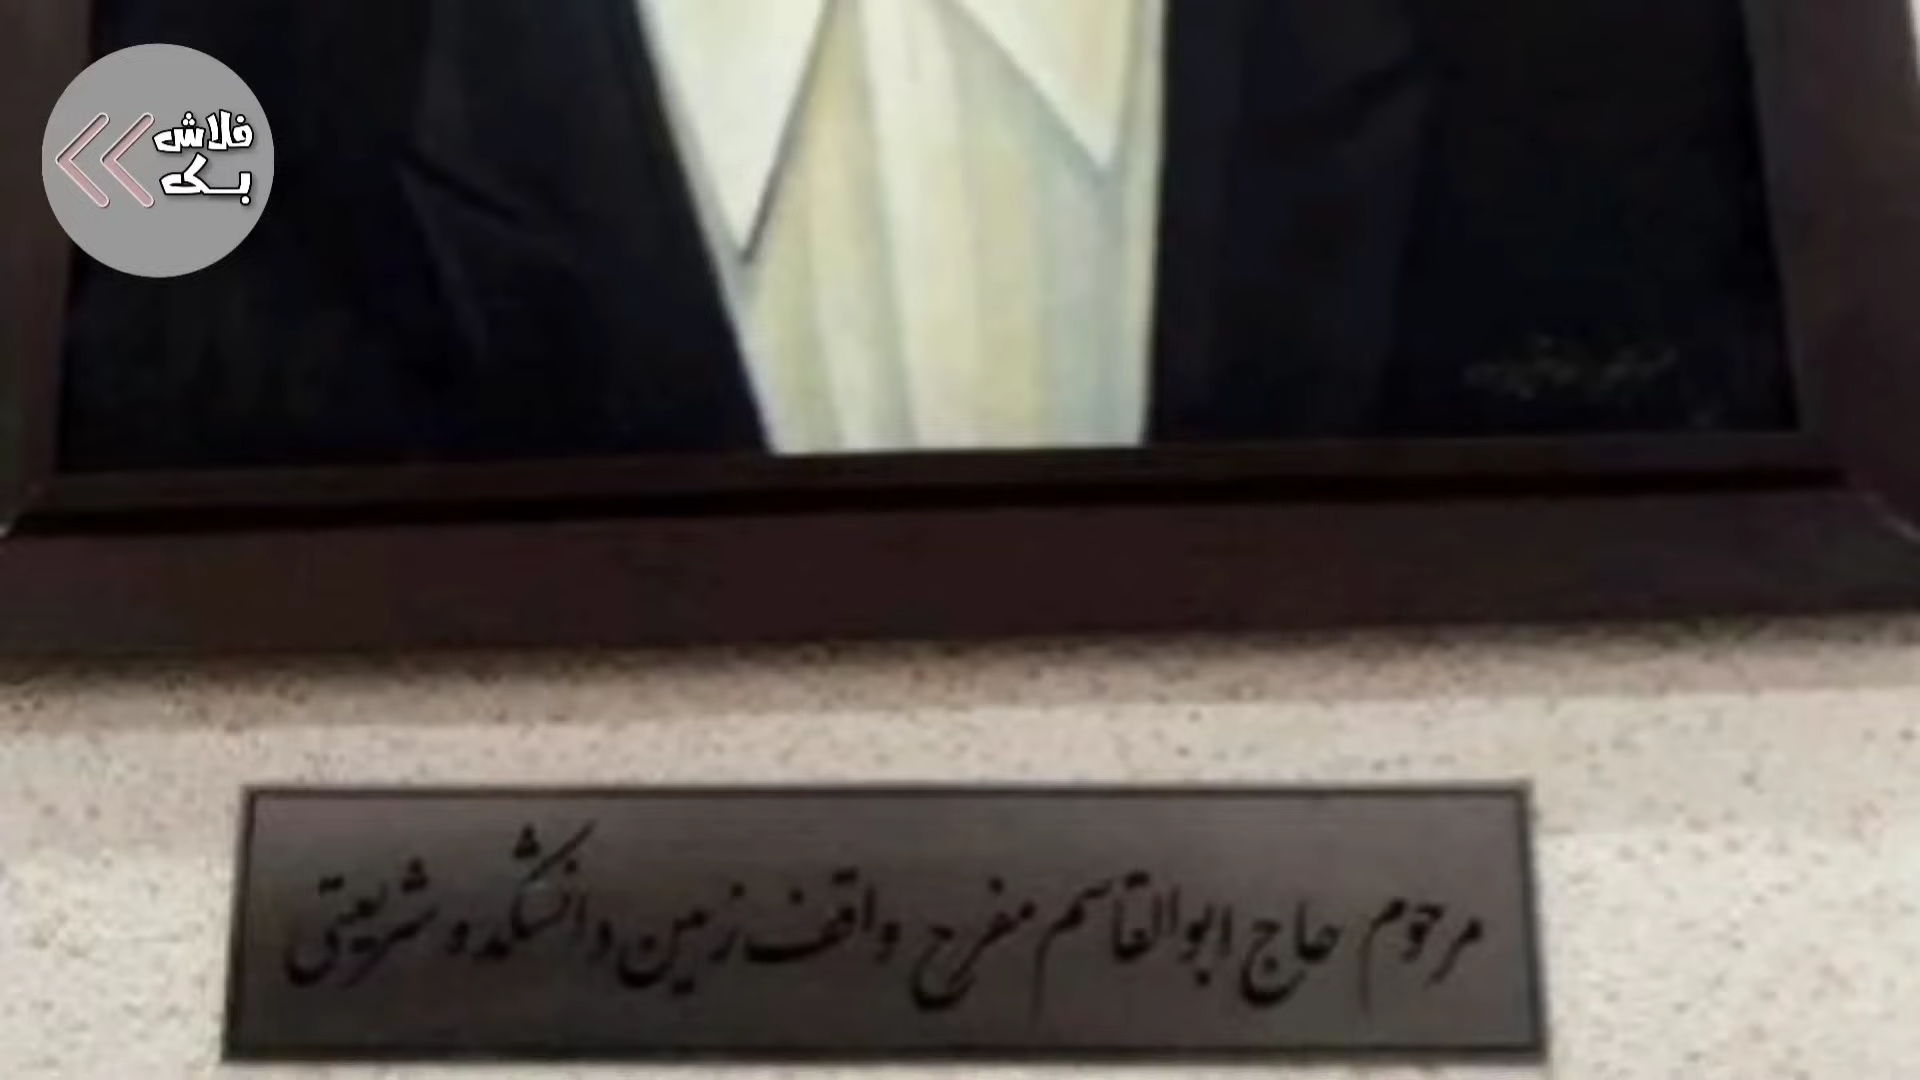 فلاش
بک
مرحوم حاج ابوالقاسم مفرح واقف زمین دانشکده شریعتی